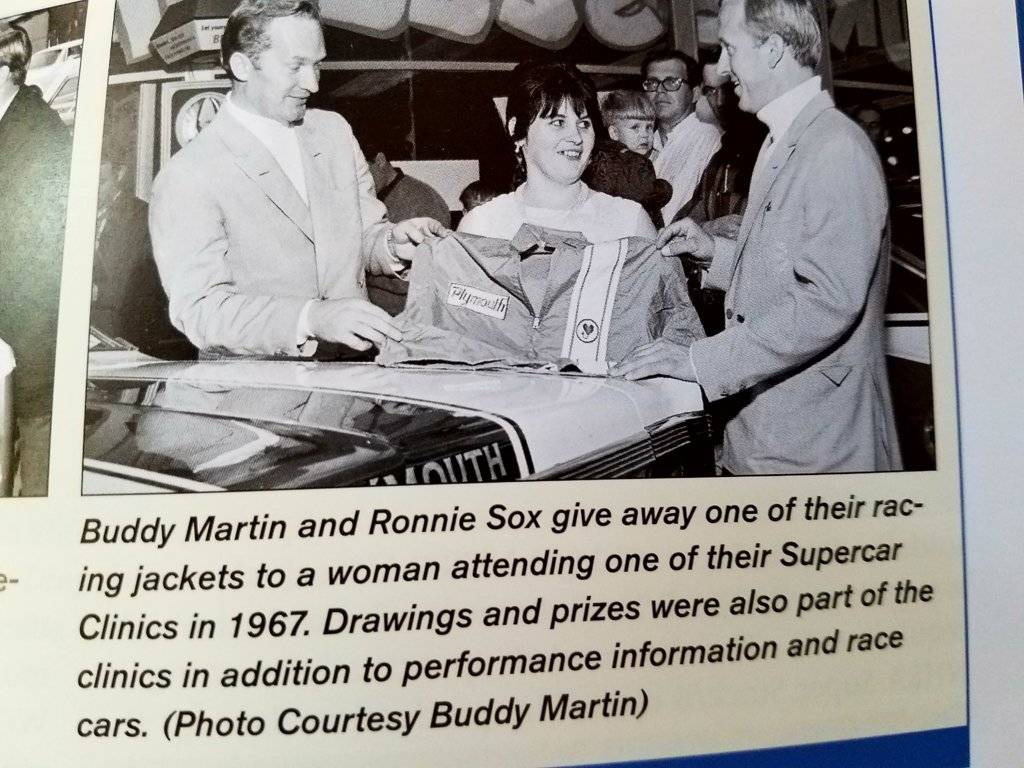 Plymouth
MOUTH
Buddy Martin and Ronnie Sox give away one of their rac-
ing jackets to a woman attending one of their Supercar
Clinics in 1967. Drawings and prizes were also part of the
clinics in addition to performance information and race
cars. (Photo Courtesy Buddy Martin)
e-